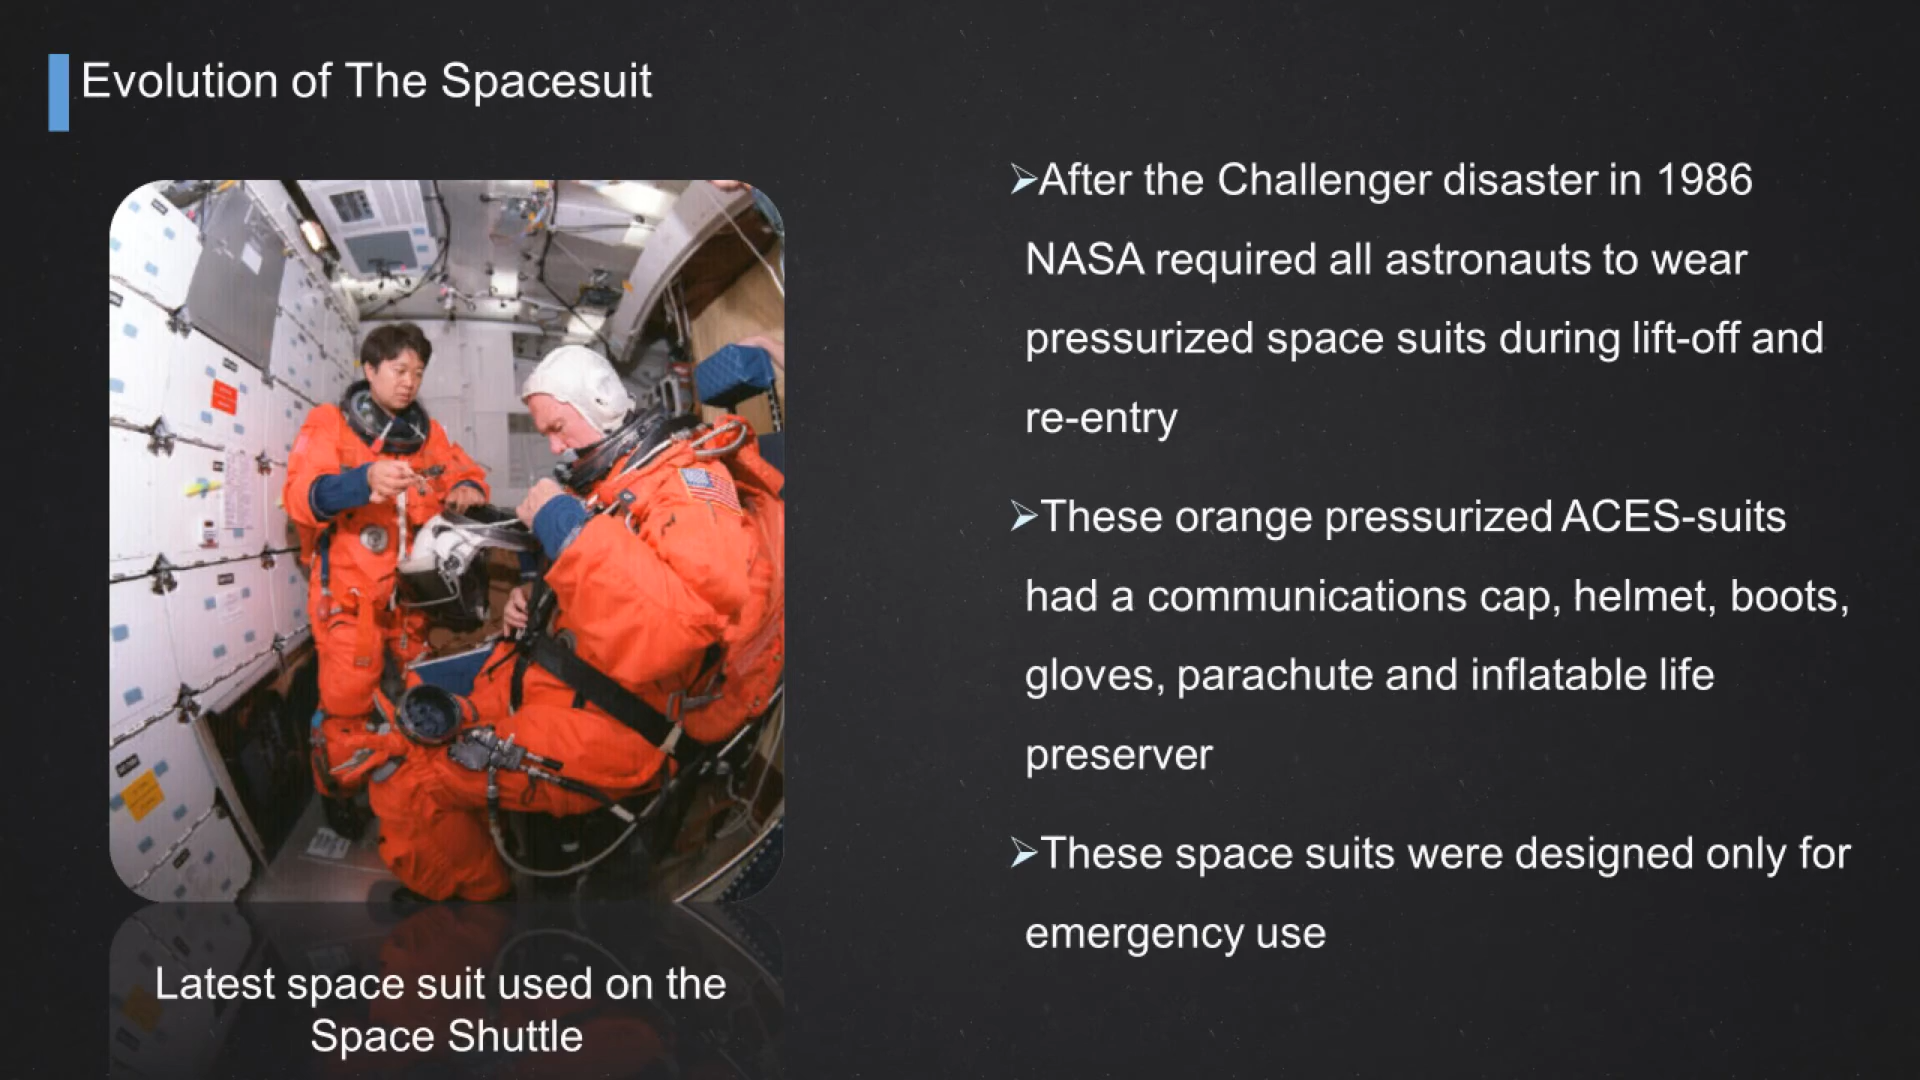 Evolution of The Spacesuit
➢After the Challenger disaster in 1986
NASA required all astronauts to wear
pressurized space suits during lift-off and
re-entry
➢These orange pressurized ACES-suits
had a communications cap, helmet, boots,
gloves, parachute and inflatable life
preserver
➢These space suits were designed only for
emergency use
Latest space suit used on the
Space Shuttle